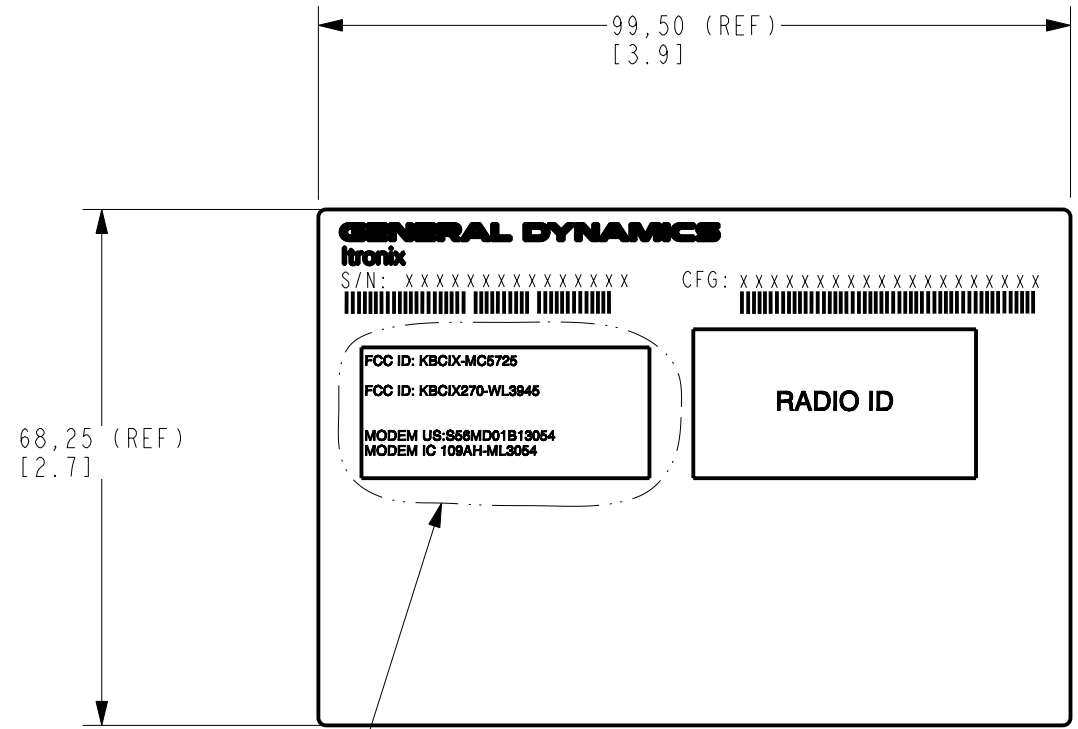 99,50 (REF)
[3.9]
GENERAL DYNAMICS
Itronix
S/N: XXXXXXXXXXXXXXX CFG: XXXXXXXXXXXXXXXXXXXX
FCC ID: KBCIX-MC5725
FCC ID: KBCIX270-WL3945
MODEM US:S56MD01B13054
MODEM IC 109AH-ML3054
RADIO ID
68,25 (REF)
[2.7]